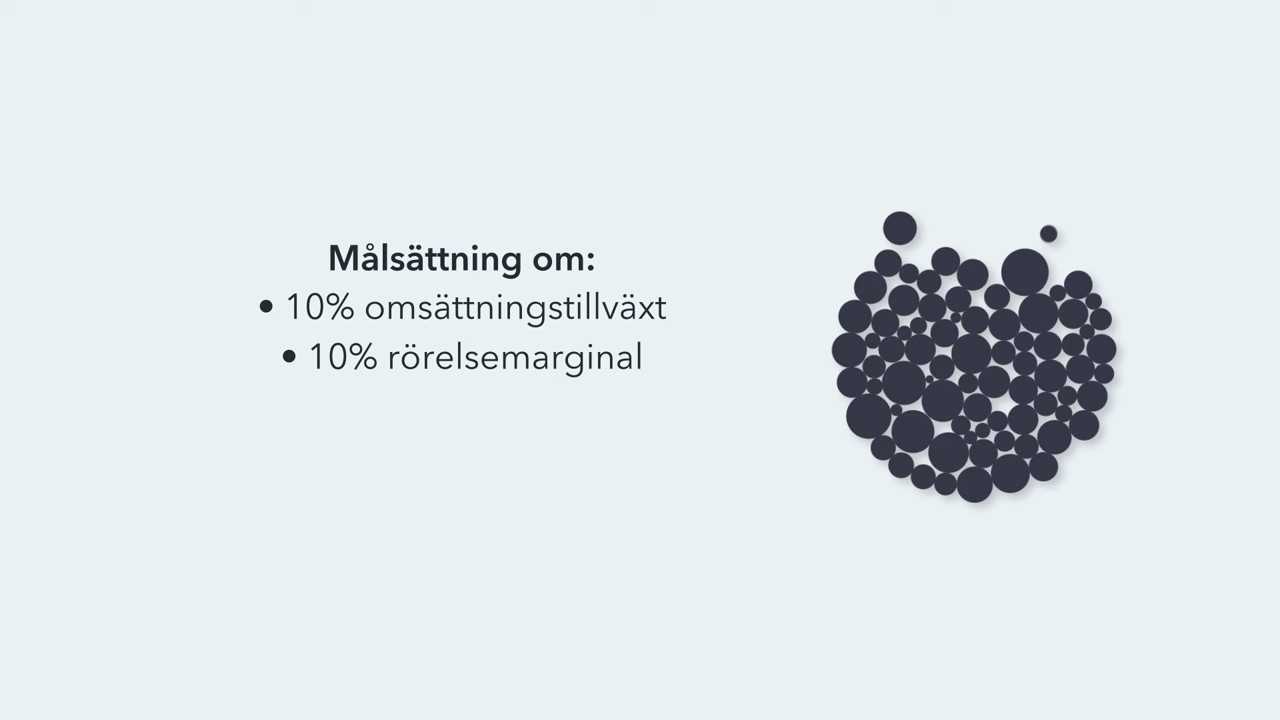 Målsättning om:
• 10% omsättningstillväxt
• 10% rörelsemarginal